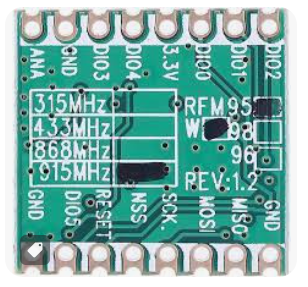 ANA GND DIO3 DIO4 3.3V DIO0 DIO1 DIO2
315MHz
433MHz
868MHz
915MHz
RFM95
W 98
96
REV:1.2
GND DIO5 RESET NSS SCK. MOSI MISO GND